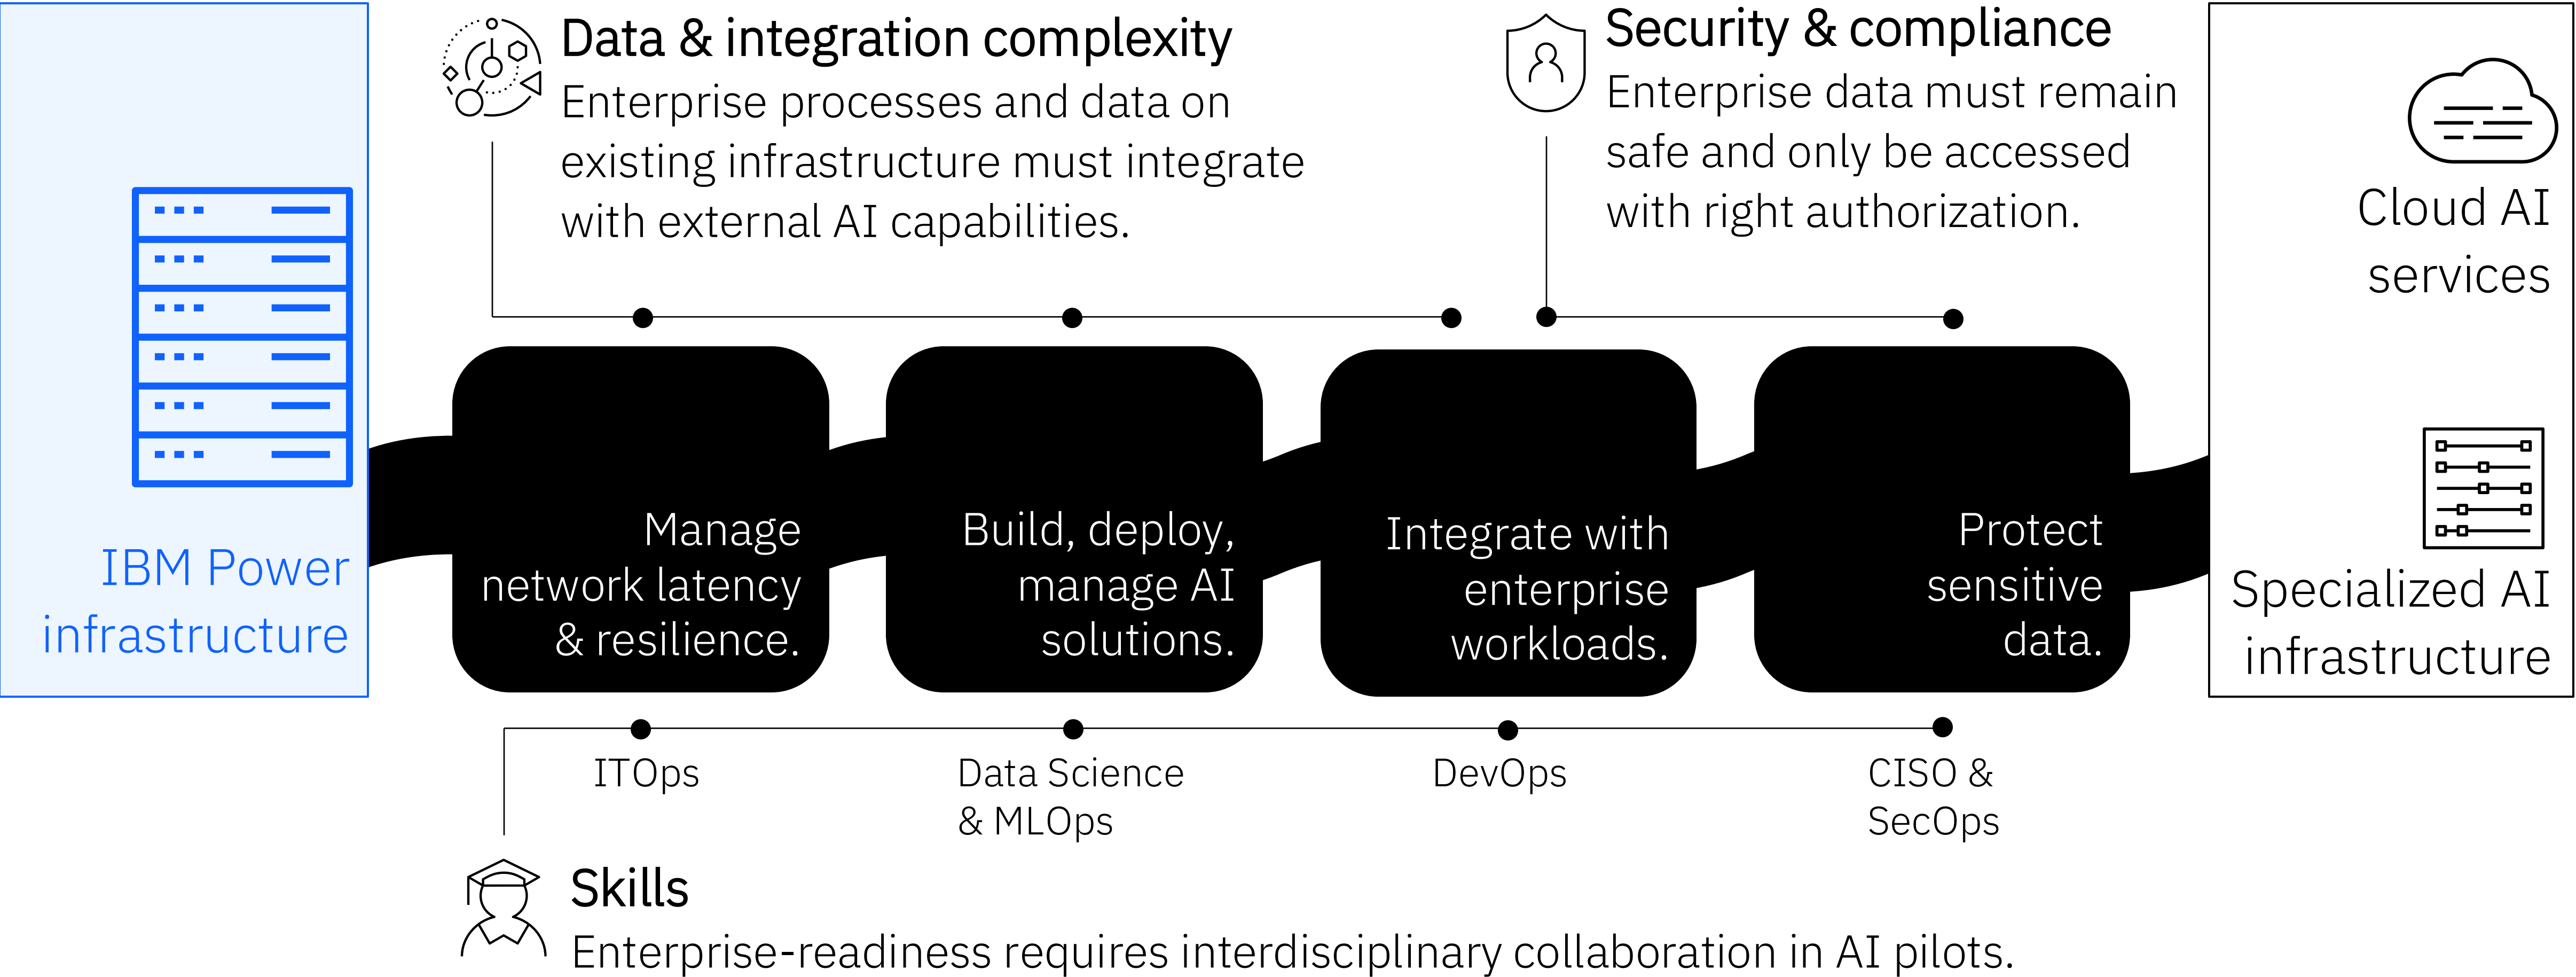 Data & integration complexity
Enterprise processes and data on
existing infrastructure must integrate
with external AI capabilities.
Security & compliance
Enterprise data must remain
safe and only be accessed
with right authorization.
IBM Power
infrastructure
Manage
network latency
& resilience.
Build, deploy,
manage AI
solutions.
Integrate with
enterprise
workloads.
Protect
sensitive
data.
Cloud AI
services
Specialized AI
infrastructure
ITOps
Data Science
& MLOps
DevOps
CISO &
SecOps
Skills
Enterprise-readiness requires interdisciplinary collaboration in AI pilots.